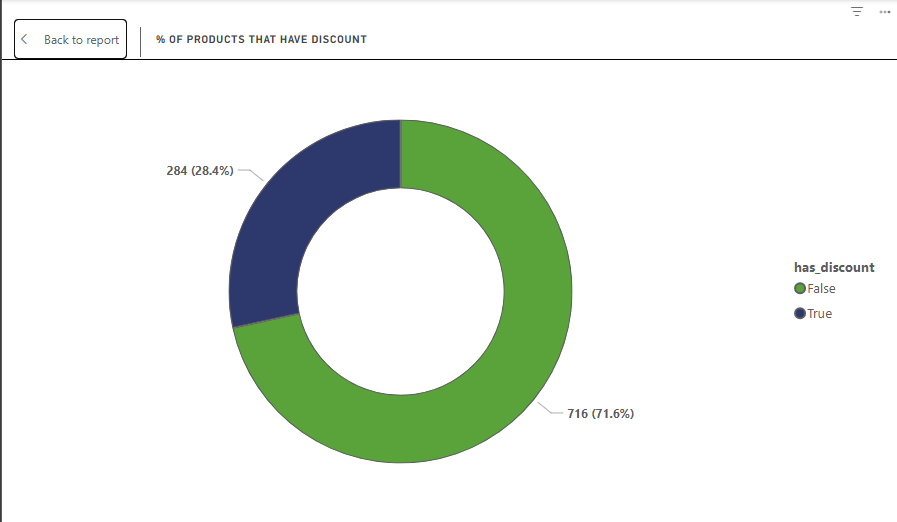 Back to report
% OF PRODUCTS THAT HAVE DISCOUNT
284 (28.4%)
has_discount
False
True
716 (71.6%)